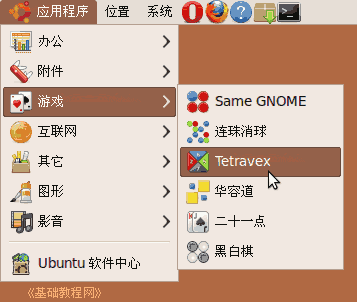 应用程序 位置 系统
办公
附件
游戏
互联网
其它
图形
影音
Ubuntu 软件中心
Same GNOME
连珠消球
Tetravex
华容道
二十一点
黑白棋
《基础教程网》